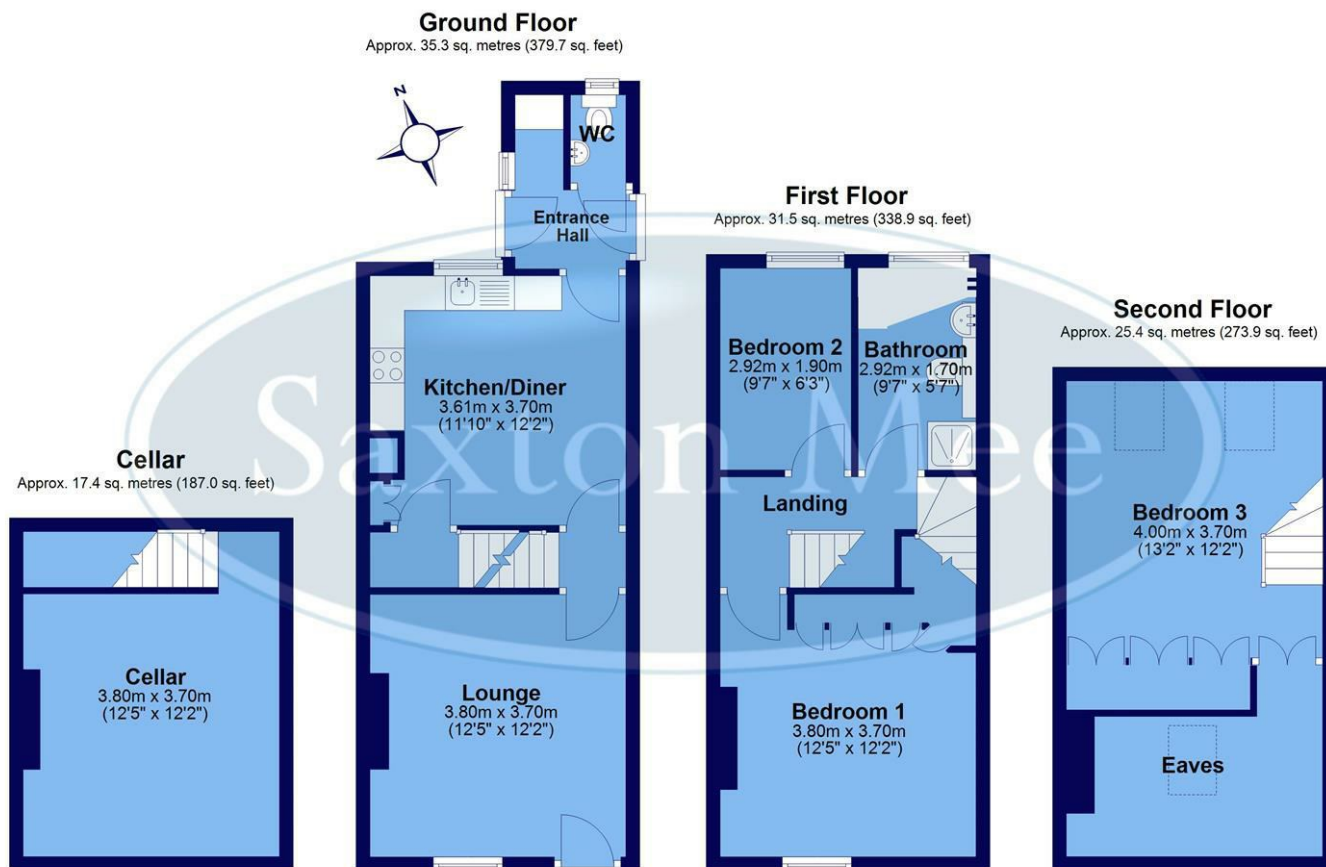 Ground Floor
Approx. 35.3 sq. metres (379.7 sq. feet)
N
WC
Entrance
Hall
Kitchen/Diner
3.61m x 3.70m
(11'10" x 12'2")
Lounge
3.80m x 3.70m
(12'5" x 12'2")
First Floor
Approx. 31.5 sq. metres (338.9 sq. feet)
Bedroom 2
2.92m x 1.90m
(9'7" x 6'3")
Bathroom
2.92m x 1.70m
(9'7" x 5'7")
Landing
Bedroom 1
3.80m x 3.70m
(12'5" x 12'2")
Second Floor
Approx. 25.4 sq. metres (273.9 sq. feet)
Bedroom 3
4.00m x 3.70m
(13'2" x 12'2")
Eaves
Cellar
Approx. 17.4 sq. metres (187.0 sq. feet)
Cellar
3.80m x 3.70m
(12'5" x 12'2")
Saxton Mee